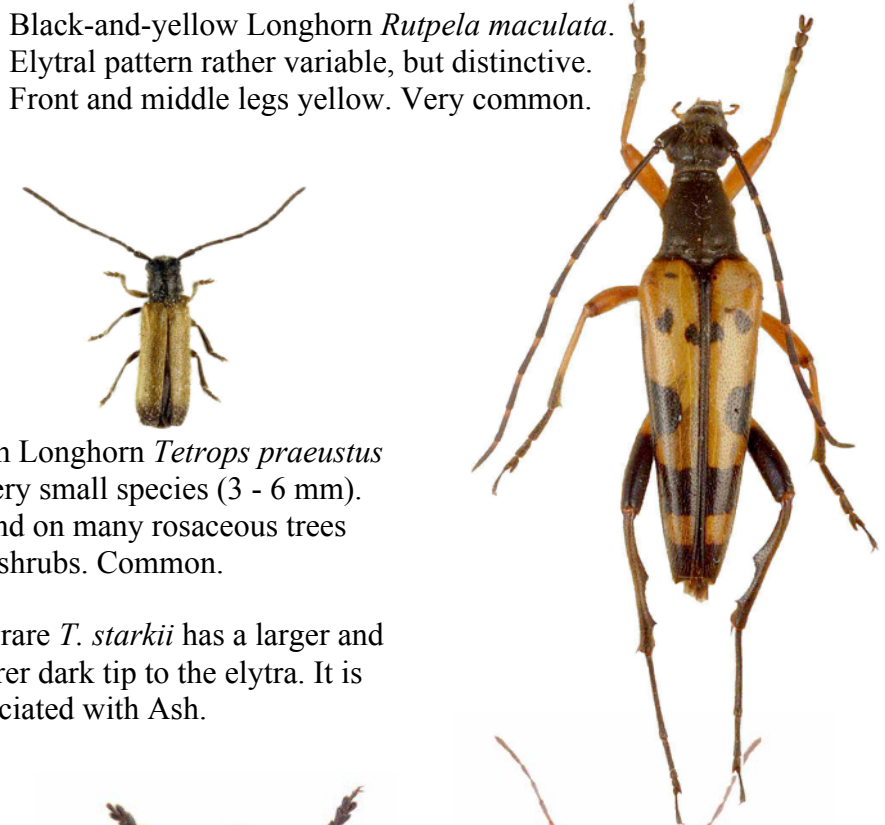 Black-and-yellow Longhorn Rutpela maculata.
Elytral pattern rather variable, but distinctive.
Front and middle legs yellow. Very common.
Longhorn Tetrops praeustus
small species (3 - 6 mm).
on many rosaceous trees
shrubs. Common.
rare T. starkii has a larger and
dark tip to the elytra. It is
with Ash.